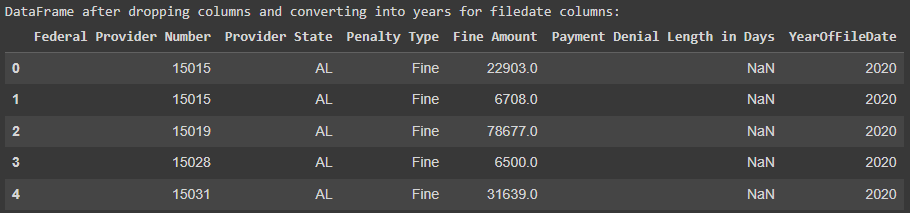 DataFrame after dropping columns and converting into years for filedate columns:
Federal Provider Number Provider State Penalty Type Fine Amount Payment Denial Length in Days YearOfFileDate
0 15015 AL Fine 22903.0 NaN 2020
1 15015 AL Fine 6708.0 NaN 2020
2 15019 AL Fine 78677.0 NaN 2020
3 15028 AL Fine 6500.0 NaN 2020
4 15031 AL Fine 31639.0 NaN 2020